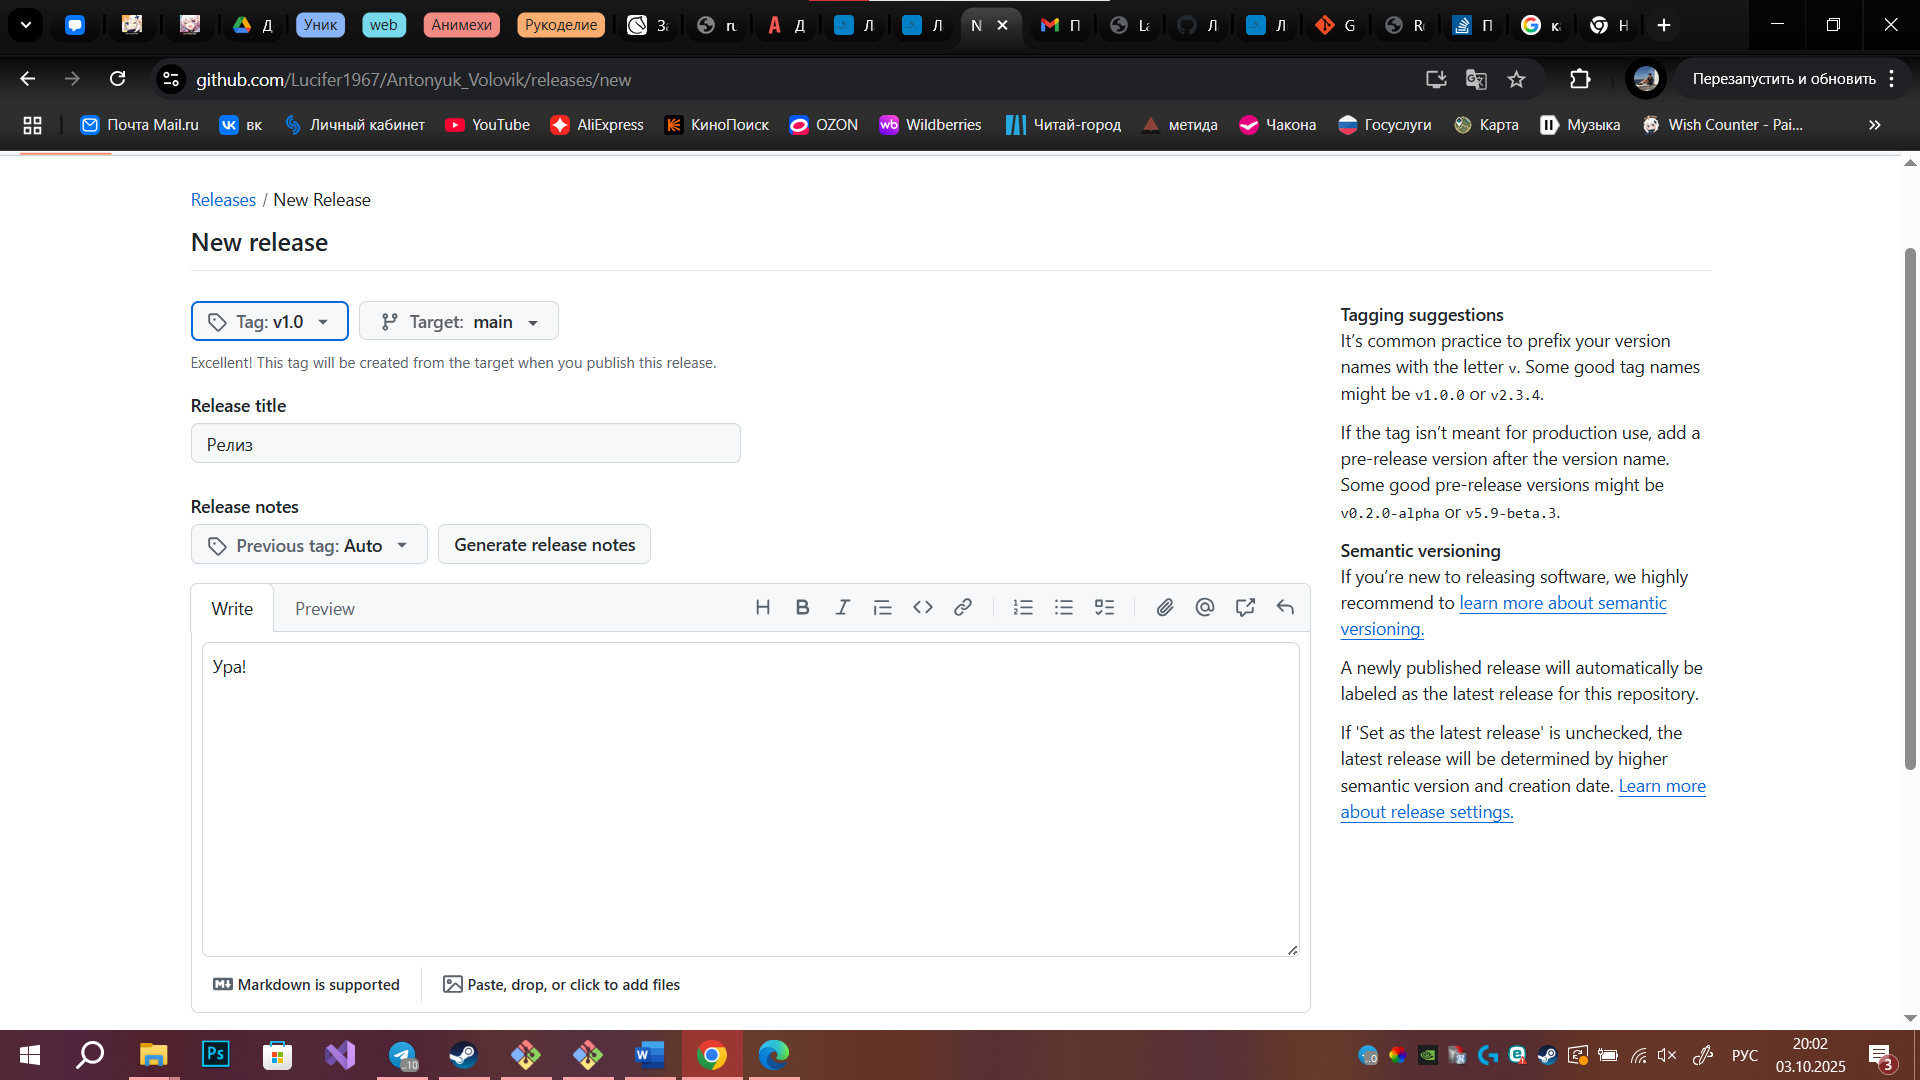 Д
Уник
web
Анимехи
Рукоделие
За
ru
Д
Л
Л
N
П
La
Л
Л
G
Re
П
ка
Н
github.com/Lucifer1967/Antonyuk_Volovik/releases/new
Перезапустить и обновить
Почта Mail.ru
вк
Личный кабинет
YouTube
AliExpress
КиноПоиск
OZON
Wildberries
Читай-город
метида
Чакона
Госуслуги
Карта
Музыка
Wish Counter - Pai...
Releases / New Release
New release
Tag: v1.0
Target: main
Excellent! This tag will be created from the target when you publish this release.
Release title
Релиз
Release notes
Previous tag: Auto
Generate release notes
Write
Preview
Ура!
Markdown is supported
Paste, drop, or click to add files
Tagging suggestions
It’s common practice to prefix your version
names with the letter v. Some good tag names
might be v1.0.0 or v2.3.4.
If the tag isn’t meant for production use, add a
pre-release version after the version name.
Some good pre-release versions might be
v0.2.0-alpha or v5.9-beta.3.
Semantic versioning
If you’re new to releasing software, we highly
recommend to learn more about semantic
versioning.
A newly published release will automatically be
labeled as the latest release for this repository.
If 'Set as the latest release' is unchecked, the
latest release will be determined by higher
semantic version and creation date. Learn more
about release settings.
РУС
20:02
03.10.2025
3